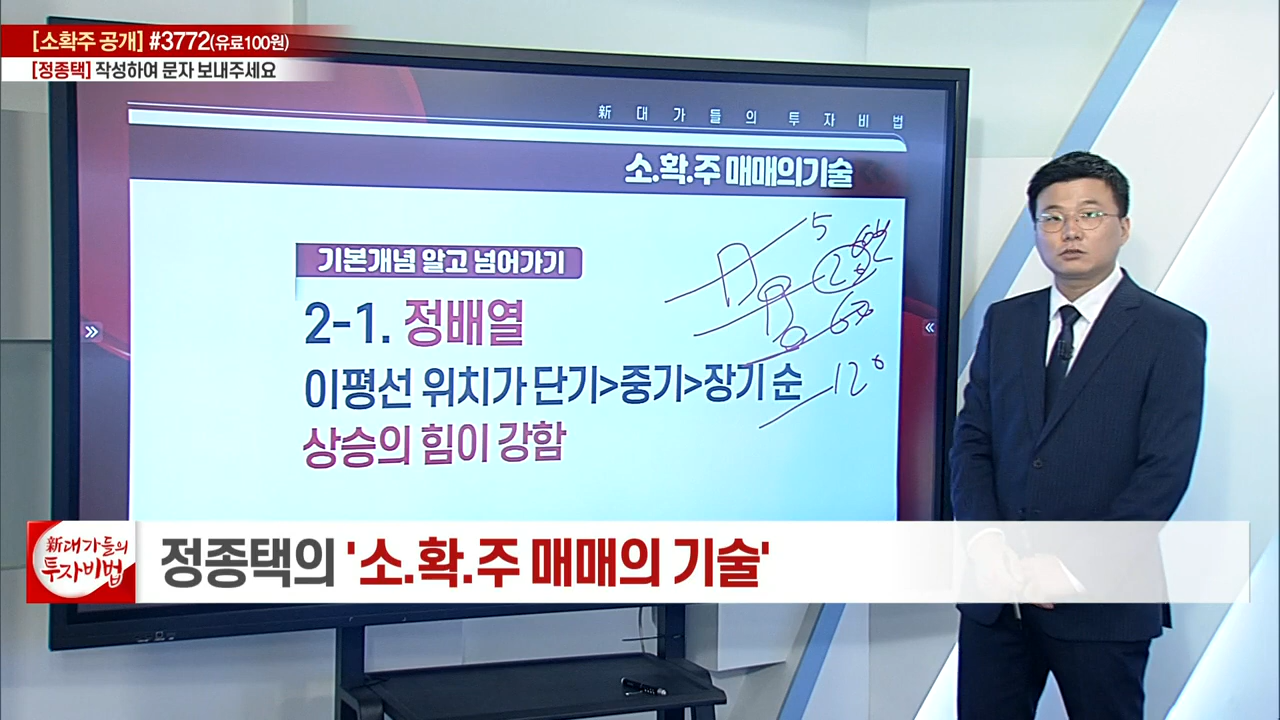 [소확주 공개] #3772(유료100원)
[정종택] 작성하여 문자 보내주세요
新 대 가 들 의 투 자 비 법
소.확.주 매매의기술
기본개념 알고 넘어가기
2-1. 정배열
이평선 위치가 단기>중기>장기 순
상승의 힘이 강함
5
60
120
新대가들의
투자비법
정종택의 '소.확.주 매매의 기술'